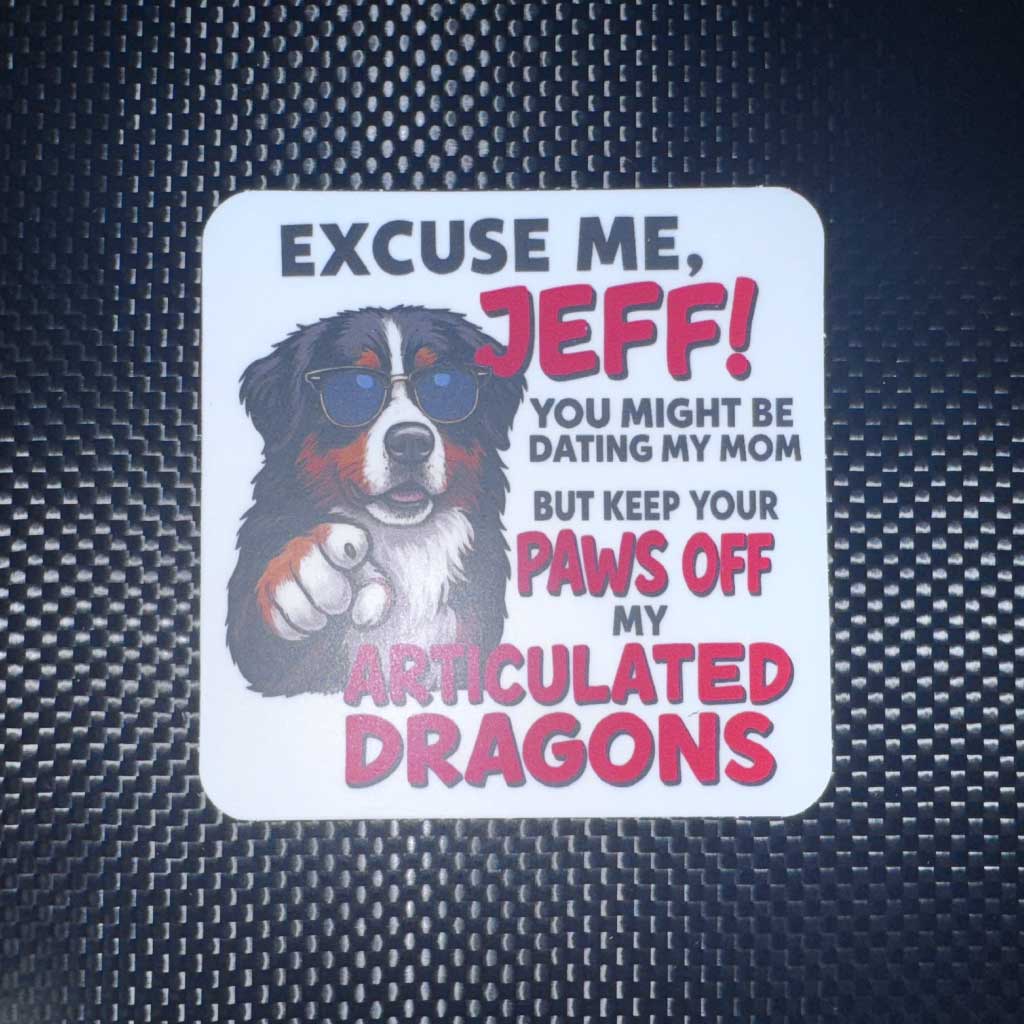 EXCUSE ME,
JEFF!
YOU MIGHT BE
DATING MY MOM
BUT KEEP YOUR
PAWS OFF
MY
ARTICULATED
DRAGONS